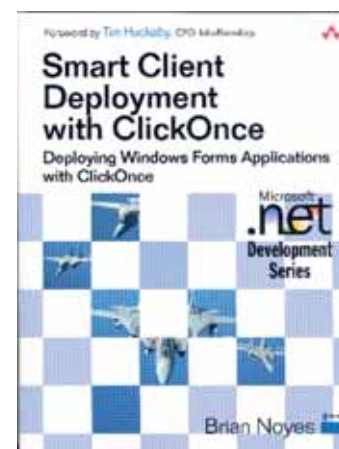 Foreword by Tim Huckaby, CEO InterKnowlogy
Smart Client
Deployment
with ClickOnce
Deploying Windows Forms Applications
with ClickOnce
Microsoft
.net
Development
Series
Brian Noyes